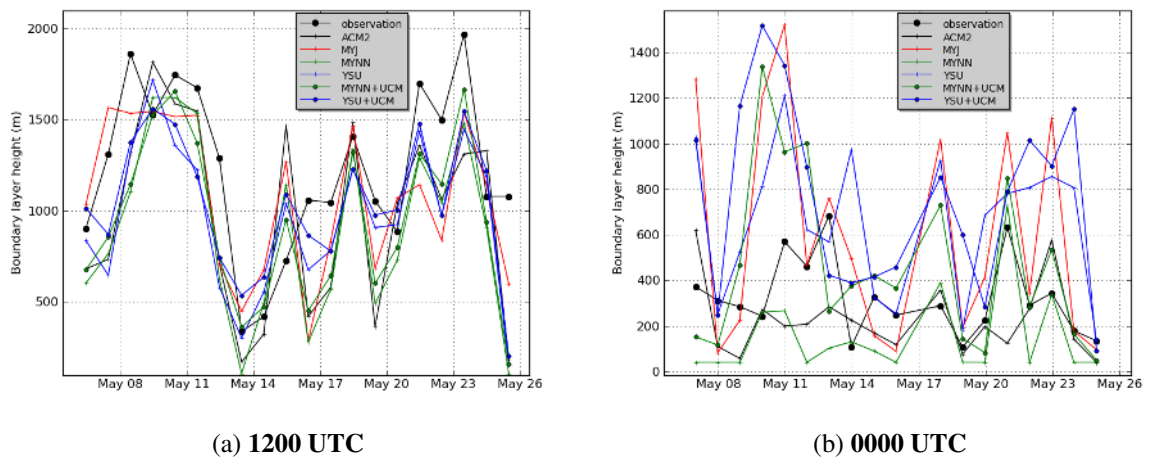 2000
1500
1000
500
Boundary layer height (m)
observation
ACM2
MYJ
MYNN
YSU
MYNN+UCM
YSU+UCM
May 08 May 11 May 14 May 17 May 20 May 23 May 26
(a) 1200 UTC
1400
1200
1000
800
600
400
200
0
Boundary layer height (m)
observation
ACM2
MYJ
MYNN
YSU
MYNN+UCM
YSU+UCM
May 08 May 11 May 14 May 17 May 20 May 23 May 26
(b) 0000 UTC